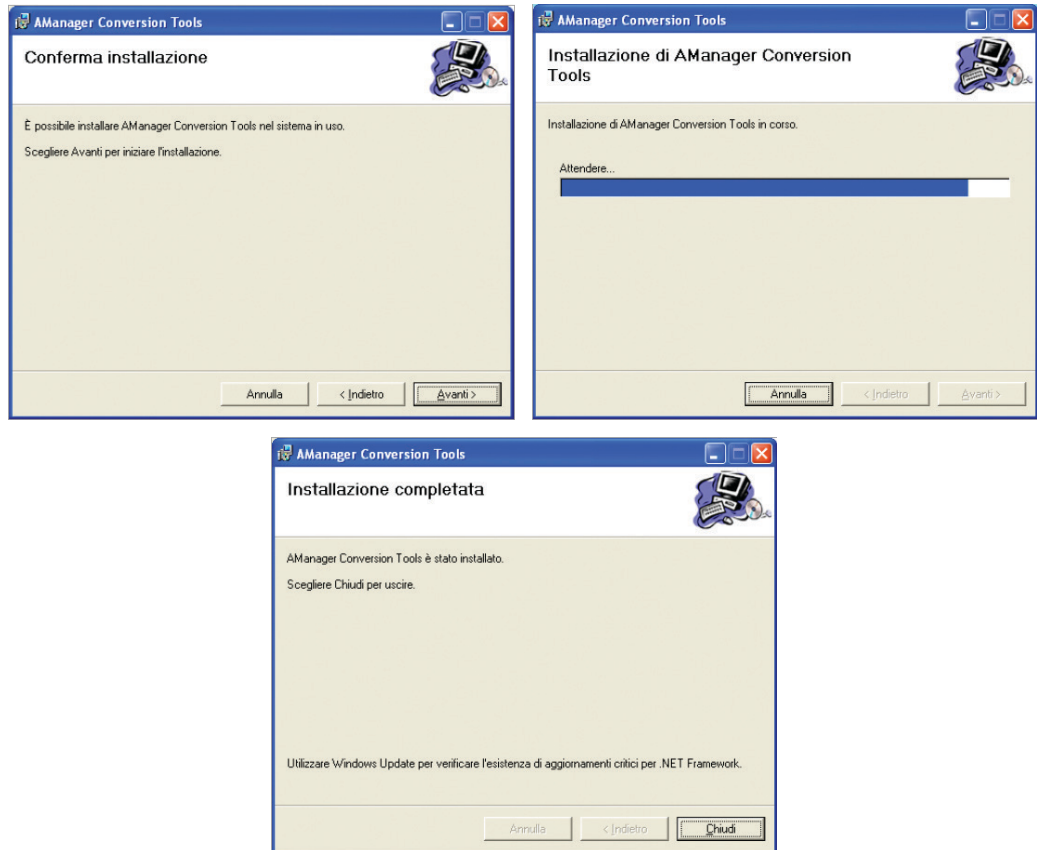 AManager Conversion Tools
Conferma installazione
È possibile installare AManager Conversion Tools nel sistema in uso.
Scegliere Avanti per iniziare l'installazione.
Annulla
< Indietro
Avanti >
AManager Conversion Tools
Installazione di AManager Conversion
Tools
Installazione di AManager Conversion Tools in corso.
Attendere...
Annulla
< Indietro
Avanti >
AManager Conversion Tools
Installazione completata
AManager Conversion Tools è stato installato.
Scegliere Chiudi per uscire.
Utilizzare Windows Update per verificare l'esistenza di aggiornamenti critici per .NET Framework.
Annulla
< Indietro
Chiudi